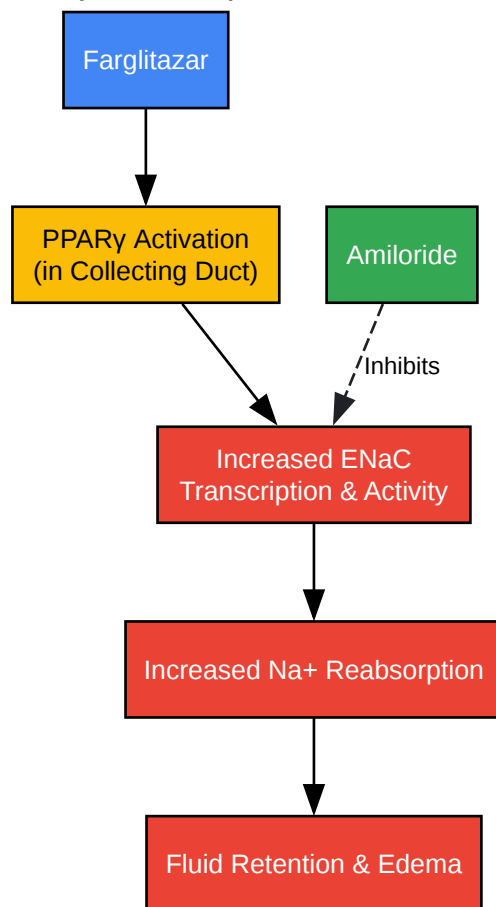 Farglitazar
PPARγ Activation
(in Collecting Duct)
Amiloride
Inhibits
Increased ENaC
Transcription & Activity
Increased Na+ Reabsorption
Fluid Retention & Edema